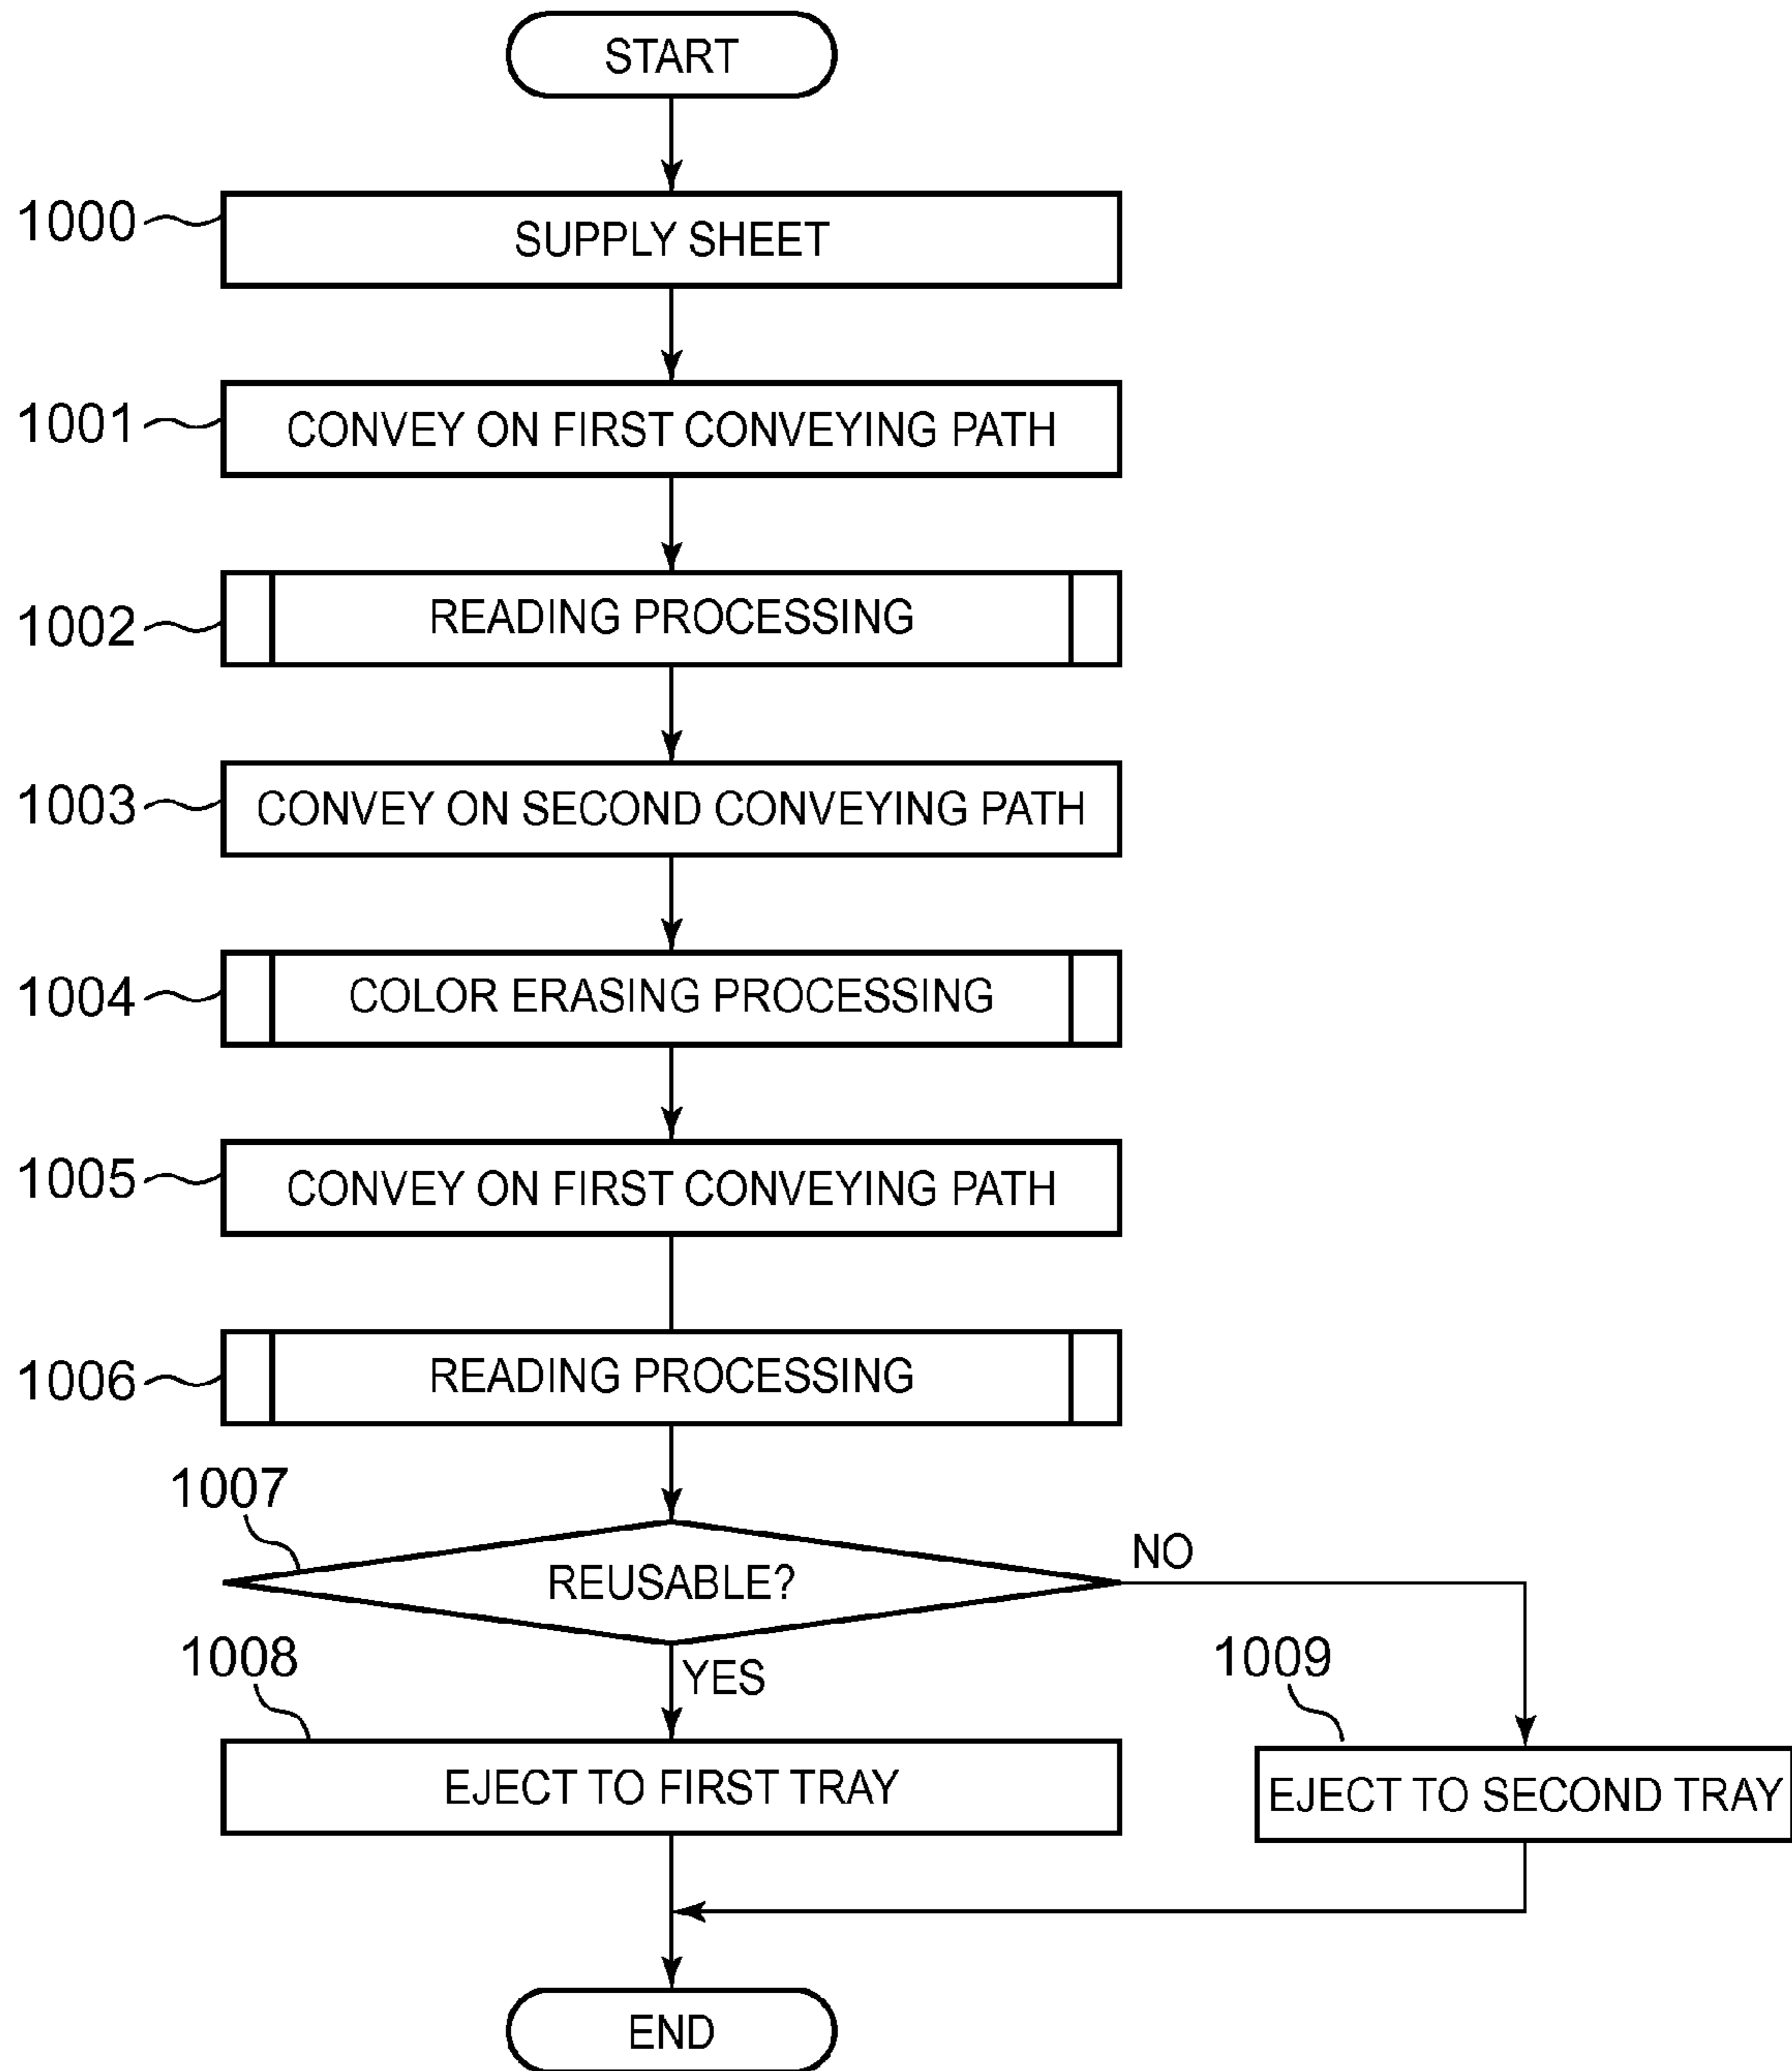 START
1000
SUPPLY SHEET
1001
CONVEY ON FIRST CONVEYING PATH
1002
READING PROCESSING
1003
CONVEY ON SECOND CONVEYING PATH
1004
COLOR ERASING PROCESSING
1005
CONVEY ON FIRST CONVEYING PATH
1006
READING PROCESSING
1007
REUSABLE?
NO
YES
1008
EJECT TO FIRST TRAY
1009
EJECT TO SECOND TRAY
END